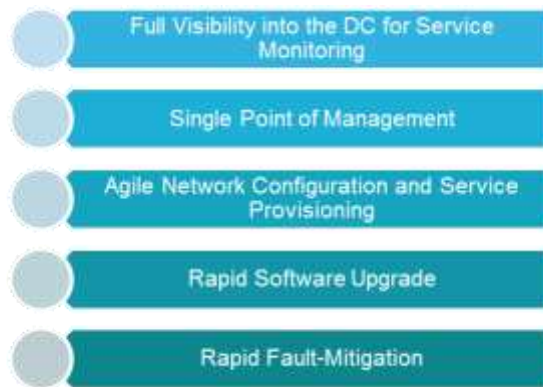 Full Visibility into the DC for Service
Monitoring
Single Point of Management
Agile Network Configuration and Service
Provisioning
Rapid Software Upgrade
Rapid Fault-Mitigation